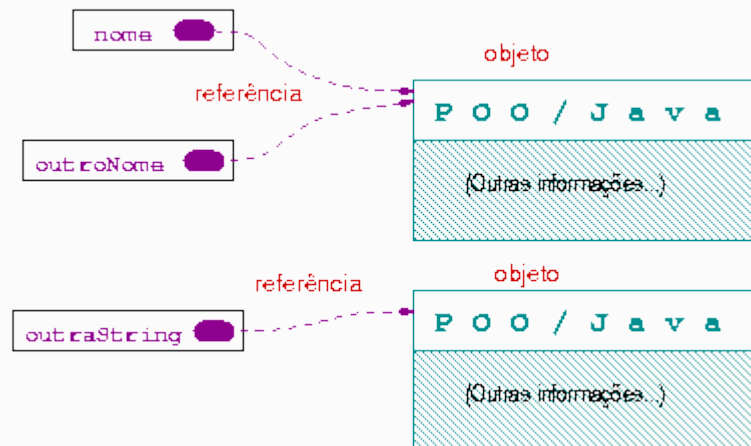 nome
objeto
referência
P O O / J a v a
outroNome
(Outras informações...)
referência
objeto
P O O / J a v a
outraString
(Outras informações...)